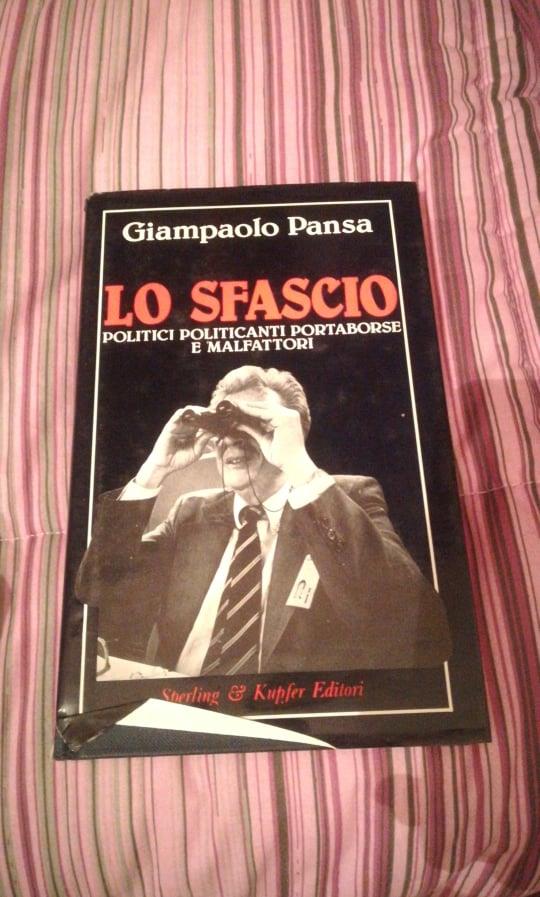 Giampaolo Pansa
LO SFASCIO
POLITICI POLITICANTI PORTABORSE
E MALFATTORI
Sperling & Kupfer Editori